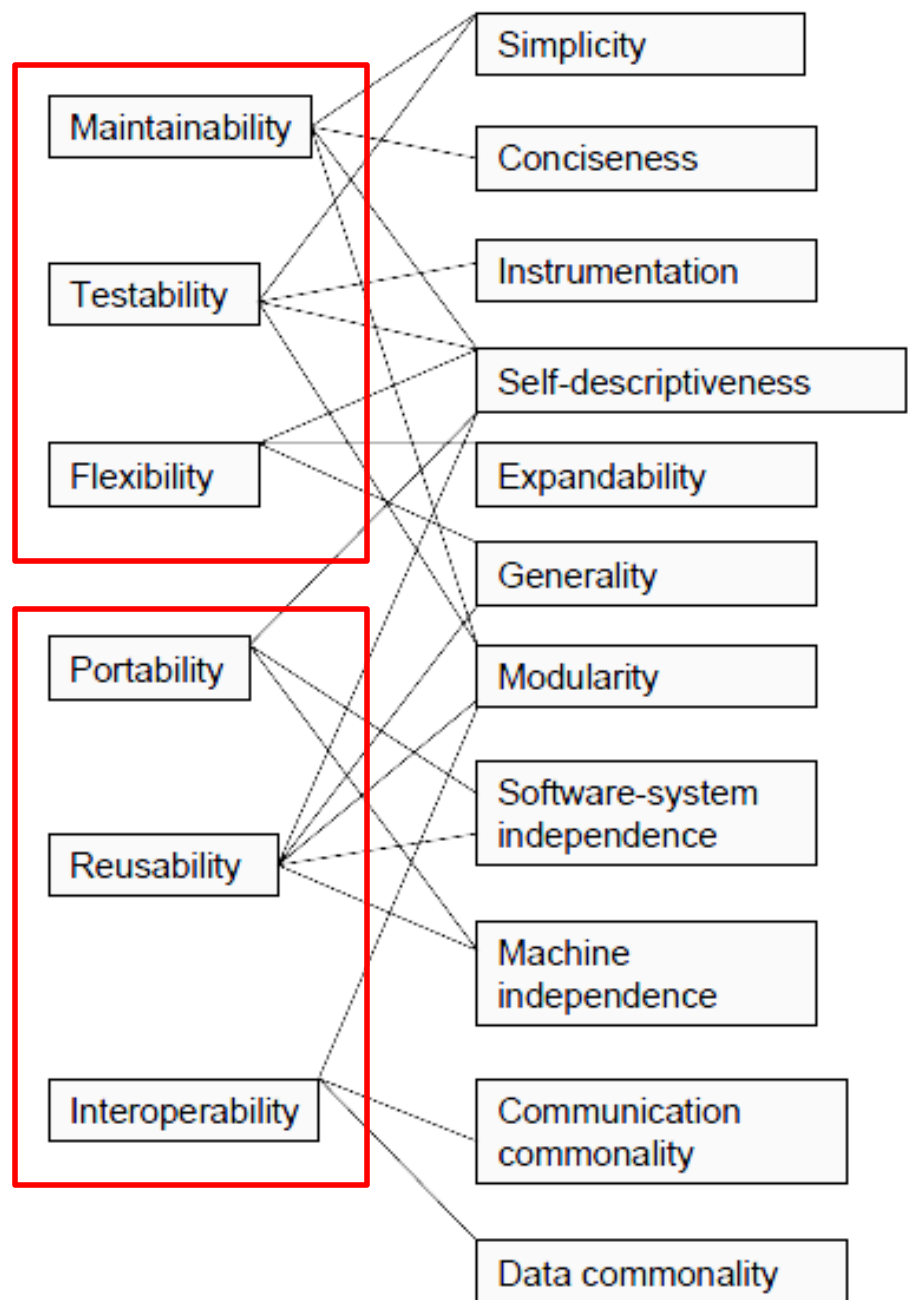 Maintainability
Testability
Flexibility
Portability
Reusability
Interoperability
Simplicity
Conciseness
Instrumentation
Self-descriptiveness
Expandability
Generality
Modularity
Software-system
independence
Machine
independence
Communication
commonality
Data commonality